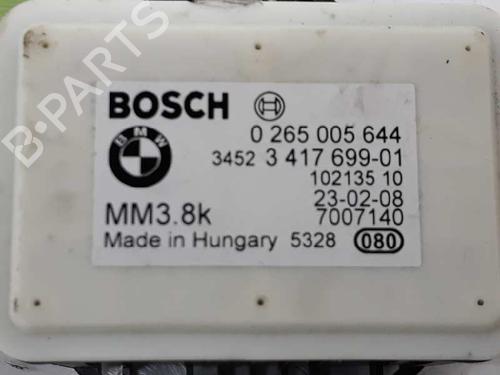 BOSCH
BMW
0 265 005 644
3452 3 417 699-01
102135 10
23-02-08
MM3.8k 7007140
Made in Hungary 5328 080